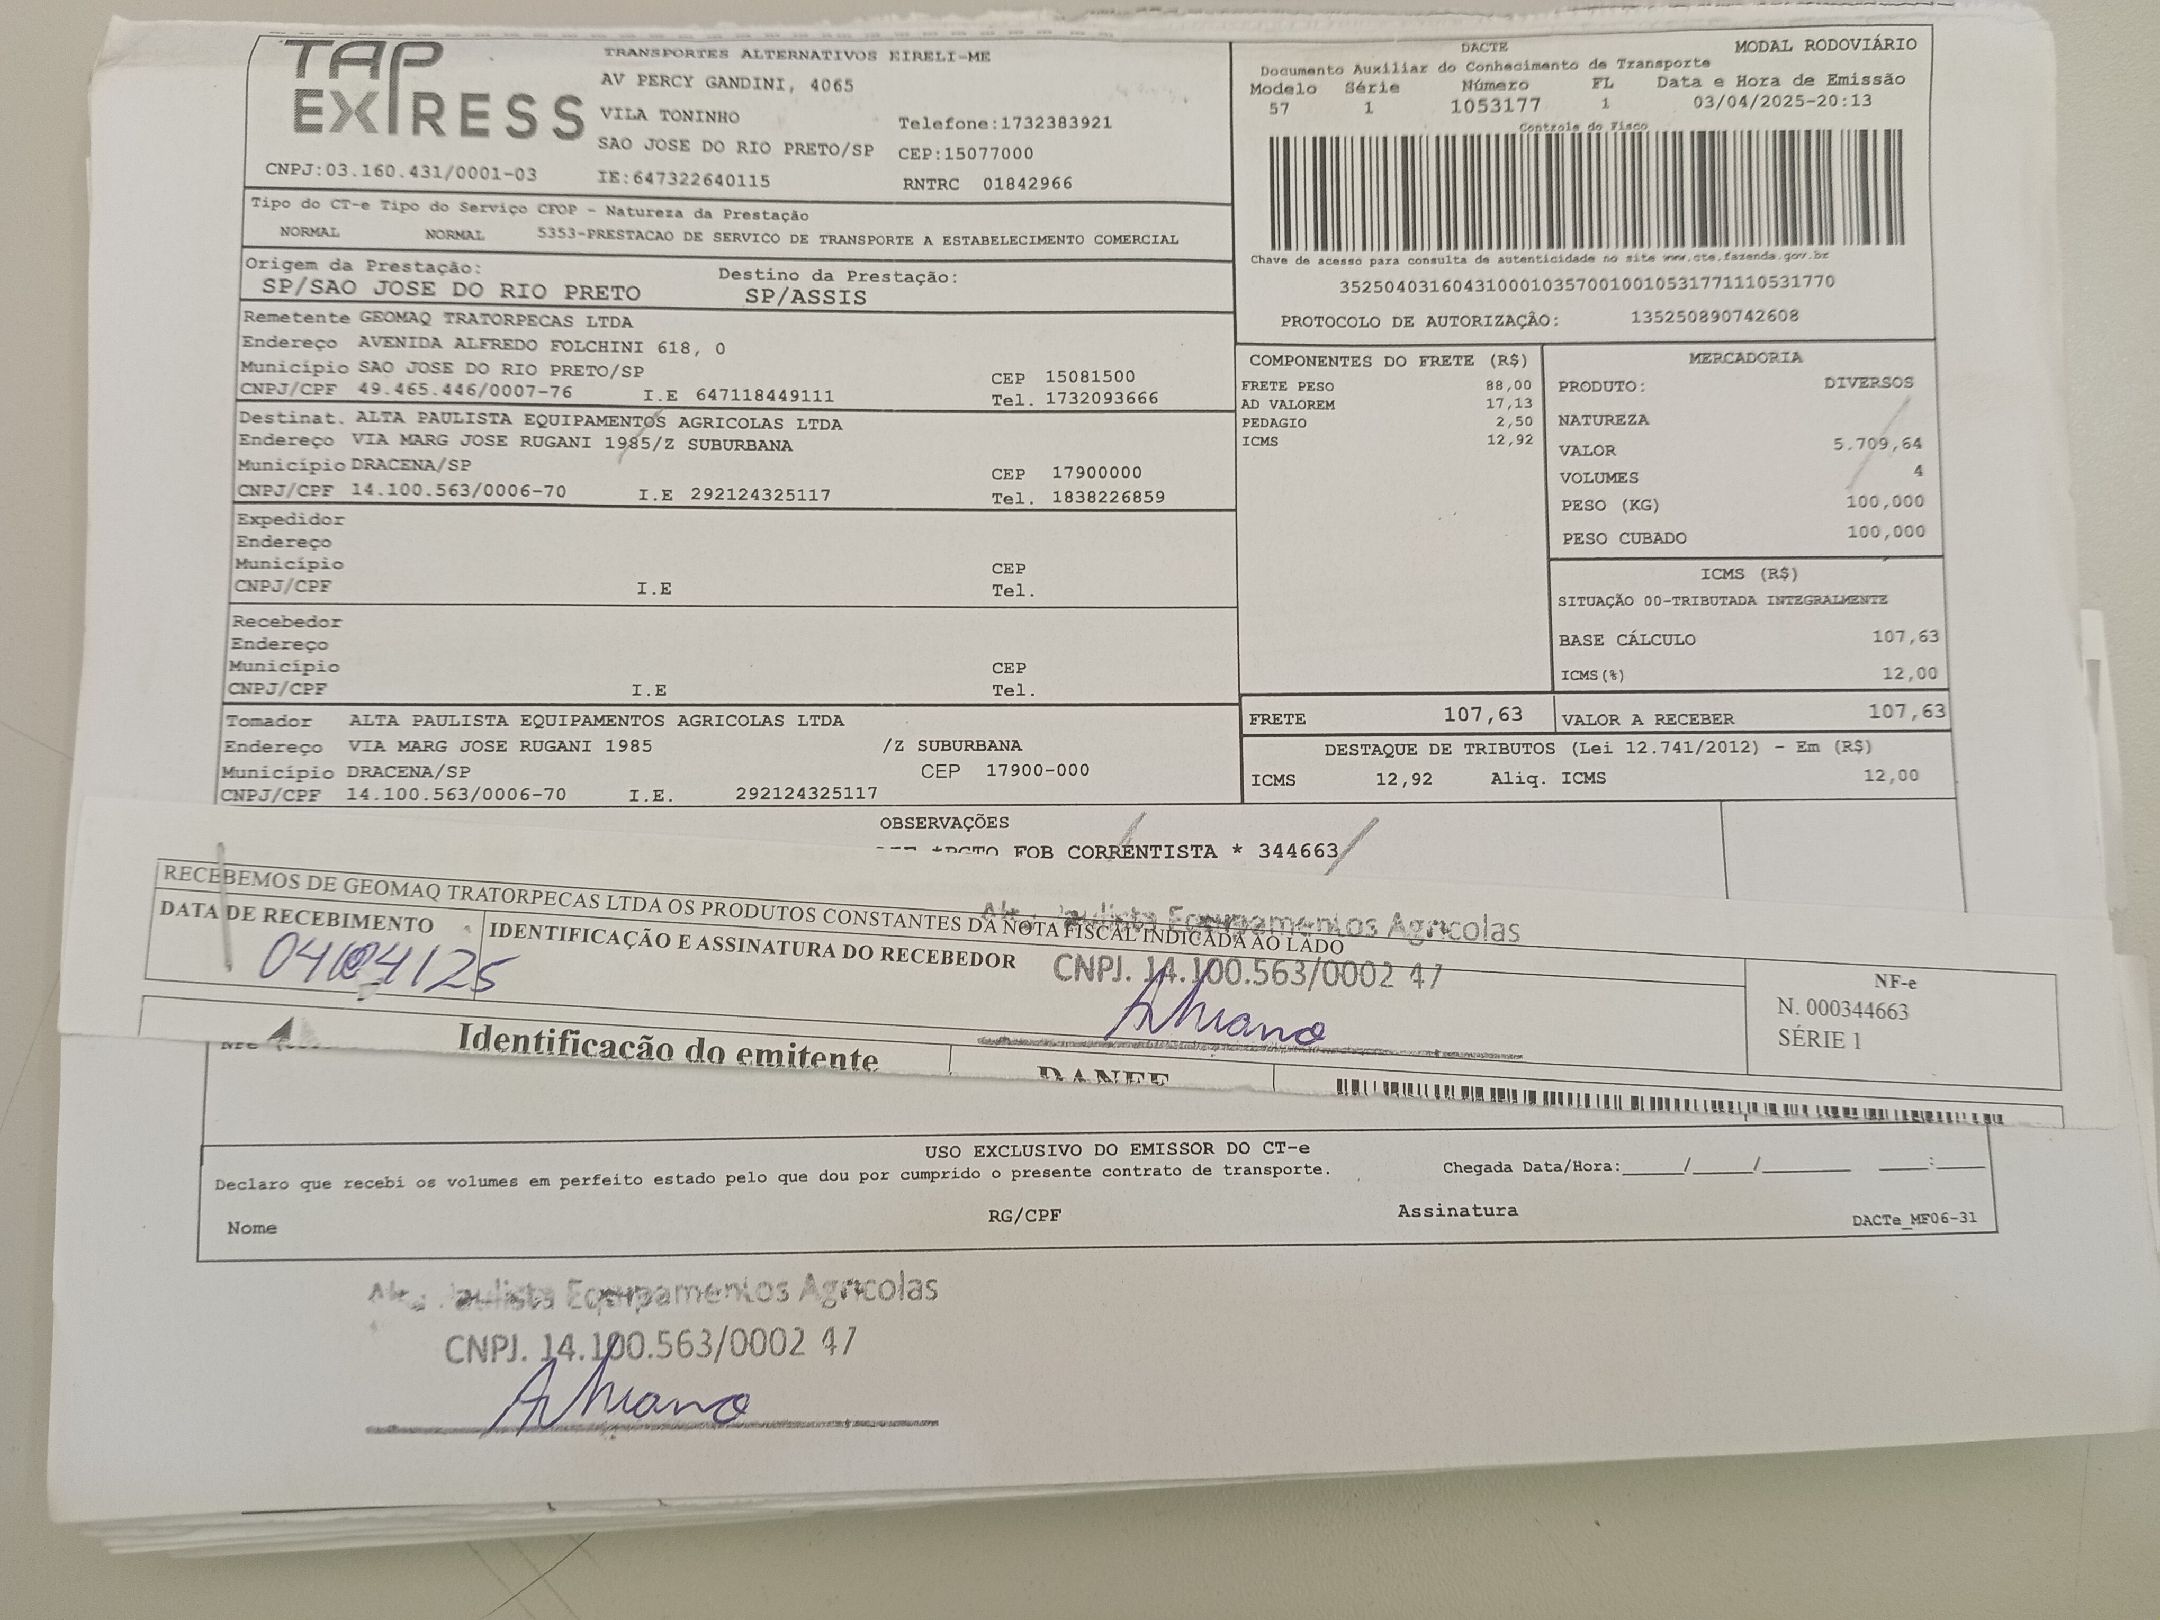 TAP EXPRESS
TRANSPORTES ALTERNATIVOS EIRELI-ME
AV PERCY GANDINI, 4065
VILA TONINHO Telefone:1732383921
SAO JOSE DO RIO PRETO/SP CEP:15077000
CNPJ:03.160.431/0001-03 IE:647322640115 RNTRC 01842966
DACTE MODAL RODOVIÁRIO
Documento Auxiliar do Conhecimento de Transporte
Modelo Série Número FL Data e Hora de Emissão
57 1 1053177 1 03/04/2025-20:13
Controle do Fisco
Chave de acesso para consulta de autenticidade no site www.cte.fazenda.gov.br
35250403160431000103570010010531771110531770
PROTOCOLO DE AUTORIZAÇÃO: 135250890742608
Tipo do CT-e Tipo do Serviço CFOP - Natureza da Prestação
NORMAL NORMAL 5353-PRESTACAO DE SERVICO DE TRANSPORTE A ESTABELECIMENTO COMERCIAL
Origem da Prestação: Destino da Prestação:
SP/SAO JOSE DO RIO PRETO SP/ASSIS
Remetente GEOMAQ TRATORPECAS LTDA
Endereço AVENIDA ALFREDO FOLCHINI 618, 0
Município SAO JOSE DO RIO PRETO/SP CEP 15081500
CNPJ/CPF 49.465.446/0007-76 I.E 647118449111 Tel. 1732093666
Destinat. ALTA PAULISTA EQUIPAMENTOS AGRICOLAS LTDA
Endereço VIA MARG JOSE RUGANI 1985/Z SUBURBANA
Município DRACENA/SP CEP 17900000
CNPJ/CPF 14.100.563/0006-70 I.E 292124325117 Tel. 1838226859
Expedidor
Endereço
Município CEP
CNPJ/CPF I.E Tel.
Recebedor
Endereço
Município CEP
CNPJ/CPF I.E Tel.
Tomador ALTA PAULISTA EQUIPAMENTOS AGRICOLAS LTDA
Endereço VIA MARG JOSE RUGANI 1985 /Z SUBURBANA
Município DRACENA/SP CEP 17900-000
CNPJ/CPF 14.100.563/0006-70 I.E. 292124325117
COMPONENTES DO FRETE (R$)
FRETE PESO 88,00
AD VALOREM 17,13
PEDAGIO 2,50
ICMS 12,92
MERCADORIA
PRODUTO: DIVERSOS
NATUREZA
VALOR 5.709,64
VOLUMES 4
PESO (KG) 100,000
PESO CUBADO 100,000
ICMS (R$)
SITUAÇÃO 00-TRIBUTADA INTEGRALMENTE
BASE CÁLCULO 107,63
ICMS(%) 12,00
FRETE 107,63 VALOR A RECEBER 107,63
DESTAQUE DE TRIBUTOS (Lei 12.741/2012) - Em (R$)
ICMS 12,92 Aliq. ICMS 12,00
OBSERVAÇÕES
FOB CORRENTISTA * 344663
RECEBEMOS DE GEOMAQ TRATORPECAS LTDA OS PRODUTOS CONSTANTES DA NOTA FISCAL INDICADA AO LADO
DATA DE RECEBIMENTO IDENTIFICAÇÃO E ASSINATURA DO RECEBEDOR
04/04/25
Paulista Equipamentos Agricolas
CNPJ. 14.100.563/0002 47
Adriano
NF-e
N. 000344663
SÉRIE 1
Identificação do emitente
DANFE
USO EXCLUSIVO DO EMISSOR DO CT-e
Declaro que recebi os volumes em perfeito estado pelo que dou por cumprido o presente contrato de transporte. Chegada Data/Hora:____/____/______ ___:____
Nome RG/CPF Assinatura DACTe_MF06-31
Paulista Equipamentos Agricolas
CNPJ. 14.100.563/0002 47
Adriano